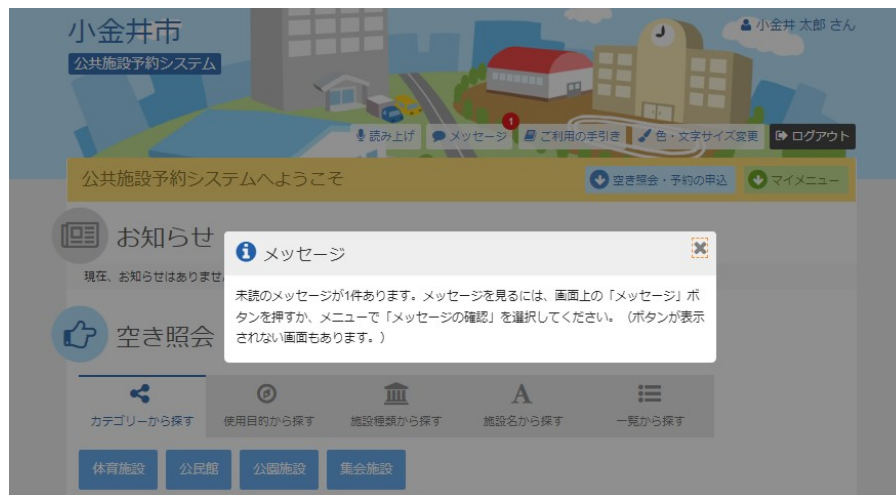 小金井市
小金井 太郎 さん
公共施設予約システム
読み上げ
メッセージ
1
ご利用の手引き
色・文字サイズ変更
ログアウト
公共施設予約システムへようこそ
空き照会・予約の申込
マイメニュー
お知らせ
現在、お知らせはありませ
メッセージ
未読のメッセージが1件あります。メッセージを見るには、画面上の「メッセージ」ボ
タンを押すか、メニューで「メッセージの確認」を選択してください。（ボタンが表示
されない画面もあります。）
空き照会
カテゴリーから探す
使用目的から探す
施設種類から探す
施設名から探す
一覧から探す
体育施設
公民館
公園施設
集会施設